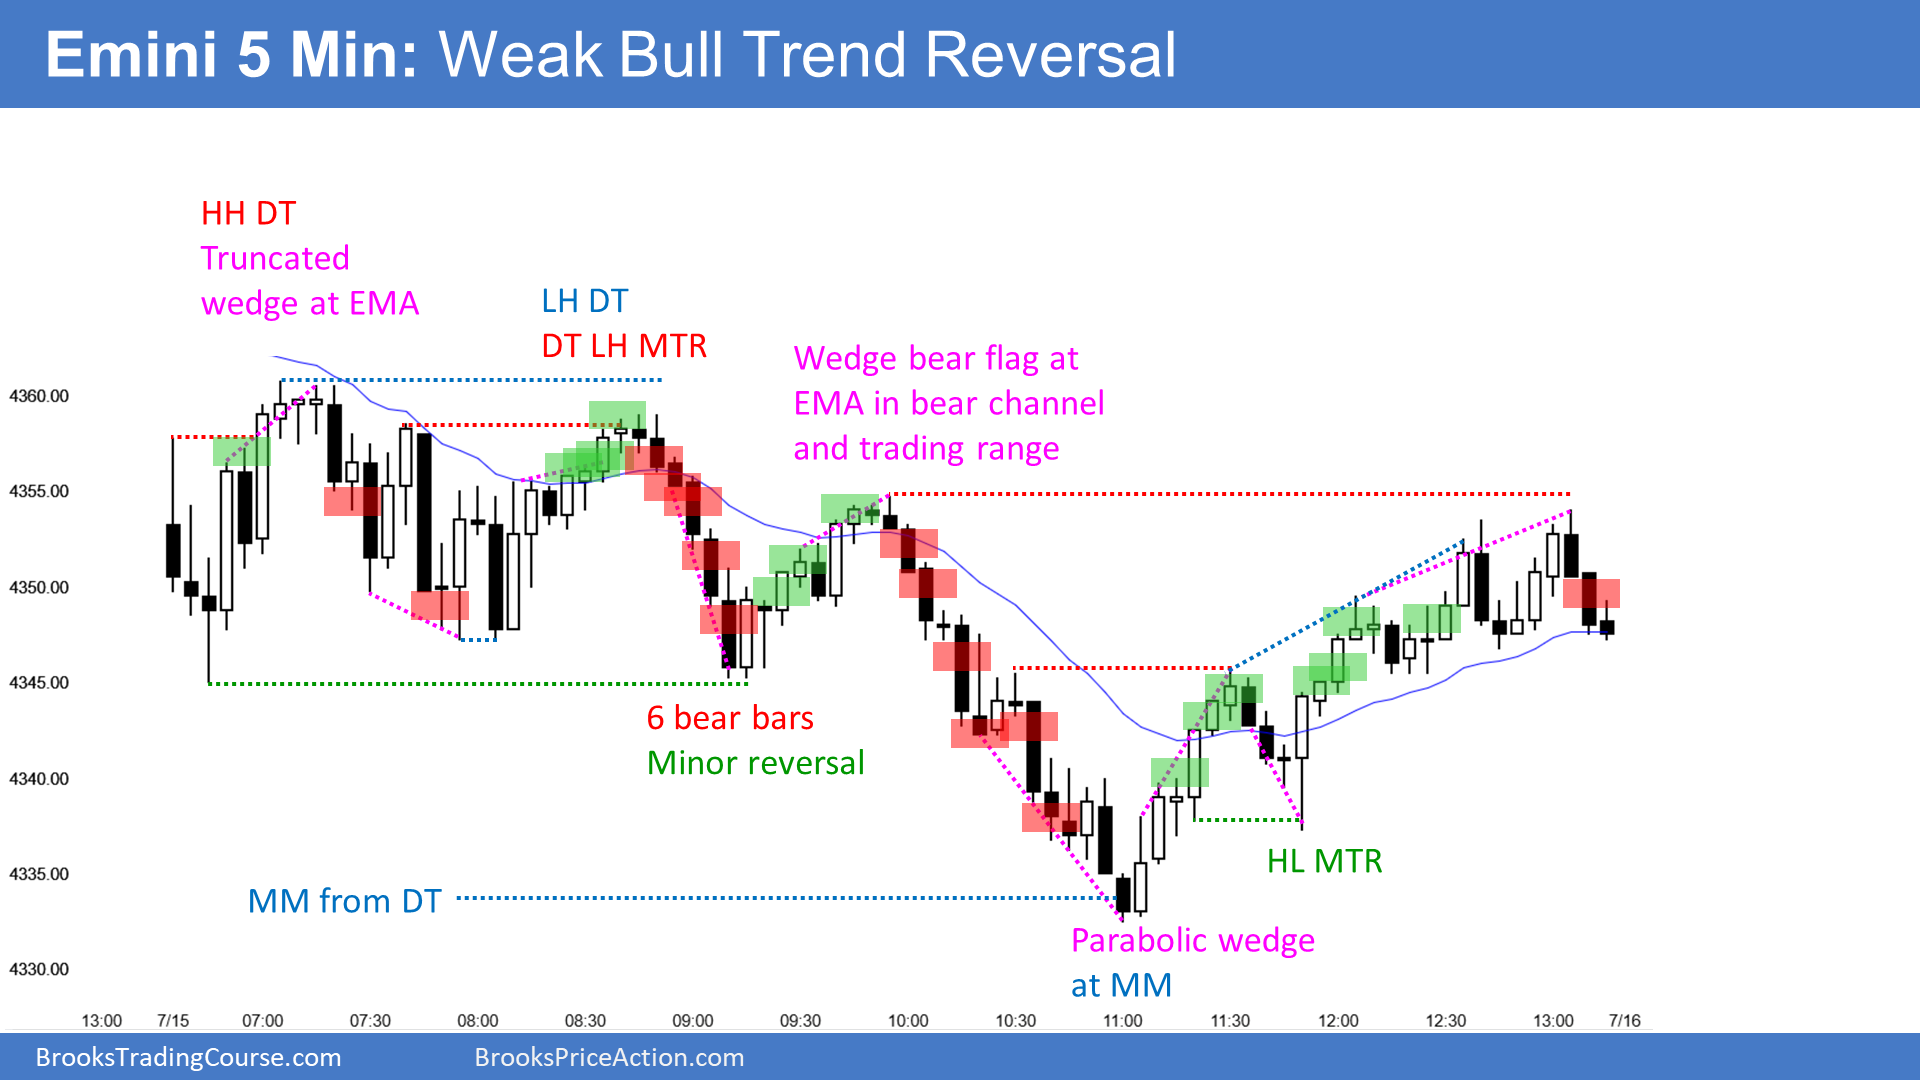 Emini 5 Min: Weak Bull Trend Reversal
HH DT
Truncated
wedge at EMA
LH DT
DT LH MTR
Wedge bear flag at
EMA in bear channel
and trading range
4360.00
4355.00
4350.00
4345.00
4340.00
4335.00
4330.00
6 bear bars
Minor reversal
HL MTR
MM from DT
Parabolic wedge
at MM
13:00 7/15 07:00 07:30 08:00 08:30 09:00 09:30 10:00 10:30 11:00 11:30 12:00 12:30 13:00 7/16
BrooksTradingCourse.com BrooksPriceAction.com